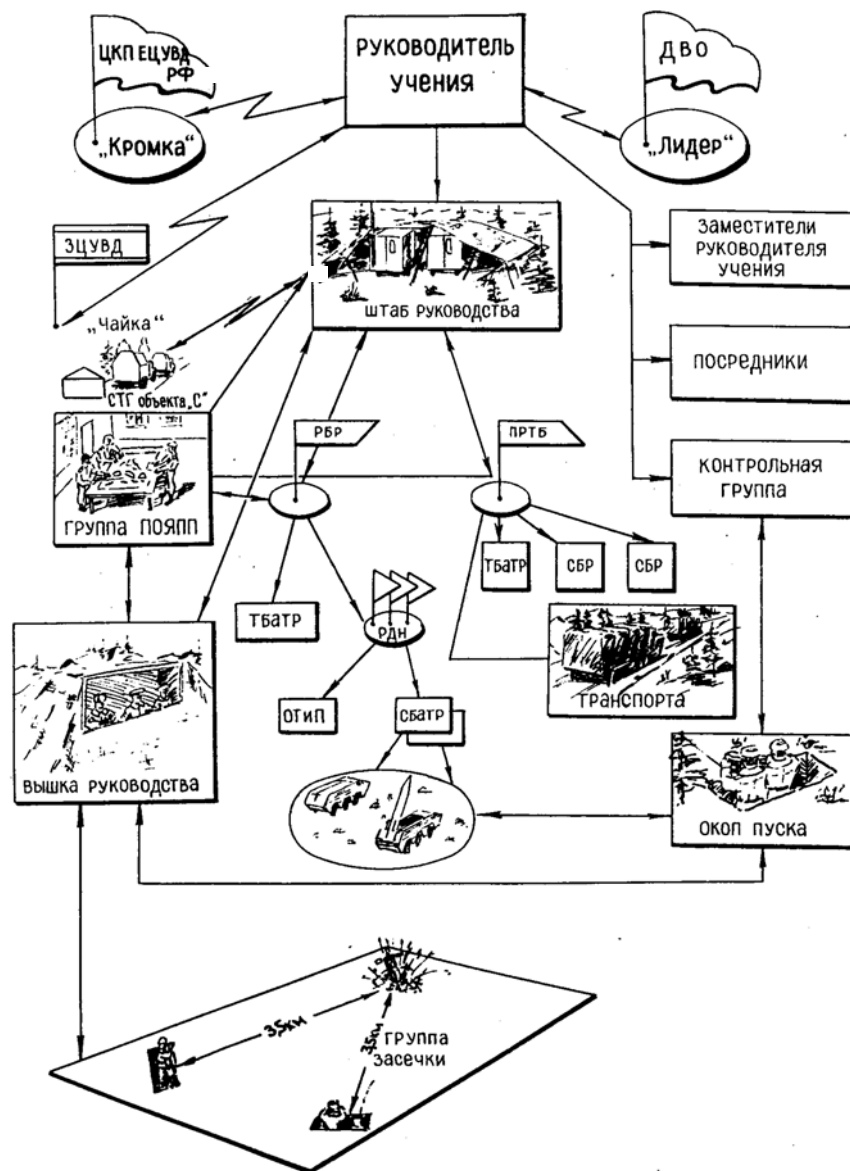 ЦКП ЕЦУВД
РФ
„Кромка“
РУКОВОДИТЕЛЬ
УЧЕНИЯ
ДВО
„Лидер“
ЗЦУВД
„Чайка“
СТГ объекта „С“
ШТАБ РУКОВОДСТВА
ЗАМЕСТИТЕЛИ
РУКОВОДИТЕЛЯ
УЧЕНИЯ
ПОСРЕДНИКИ
КОНТРОЛЬНАЯ
ГРУППА
ГРУППА ПОЯПП
РБР
ПРТБ
ТБАТР
РДН
ТБАТР
СБР
СБР
ТРАНСПОРТА
ОТиП
СБАТР
ВЫШКА РУКОВОДСТВА
ОКОП ПУСКА
3,5км
3,5км
ГРУППА
ЗАСЕЧКИ